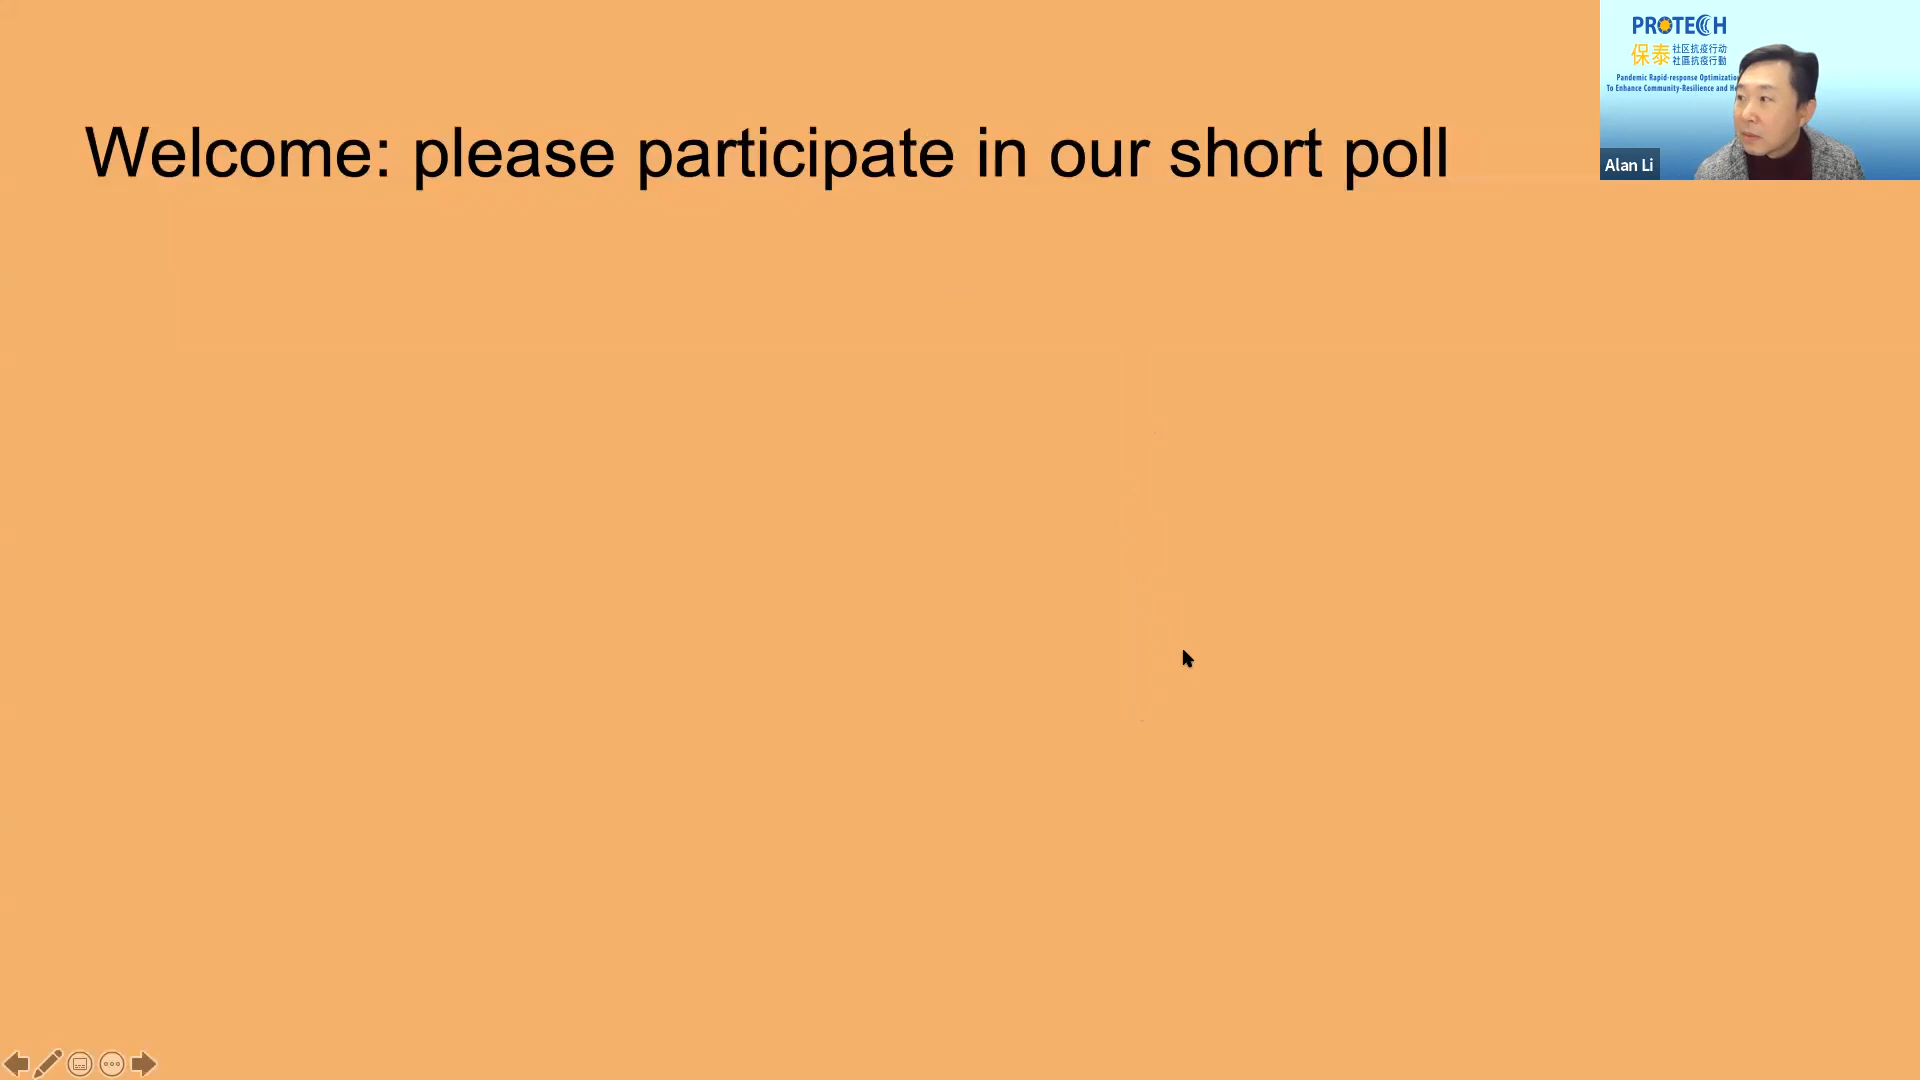 Welcome: please participate in our short poll
PROTECH
保泰 社区抗疫行动
社區抗疫行動
Pandemic Rapid-response Optimizatio
To Enhance Community-Resilience and H
Alan Li